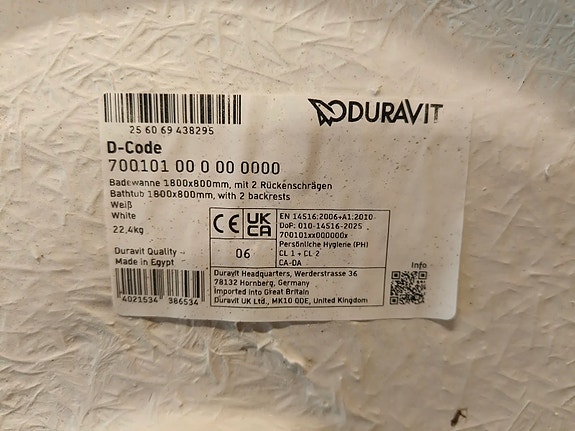 DURAVIT
25 60 69 438295
D-Code
700101 00 0 00 0000
Badewanne 1800x800mm, mit 2 Rückenschrägen
Bathtub 1800x800mm, with 2 backrests
Weiß
White
22,4kg
Duravit Quality
Made in Egypt
4021534 386534
CE UK CA
06
EN 14516:2006+A1:2010
DoP: 010-14516-2025
700101xx000000x
Persönliche Hygiene (PH)
CL 1 + CL 2
CA-DA
Duravit Headquarters, Werderstrasse 36
78132 Hornberg, Germany
Imported into Great Britain
Duravit UK Ltd., MK10 0DE, United Kingdom
Info